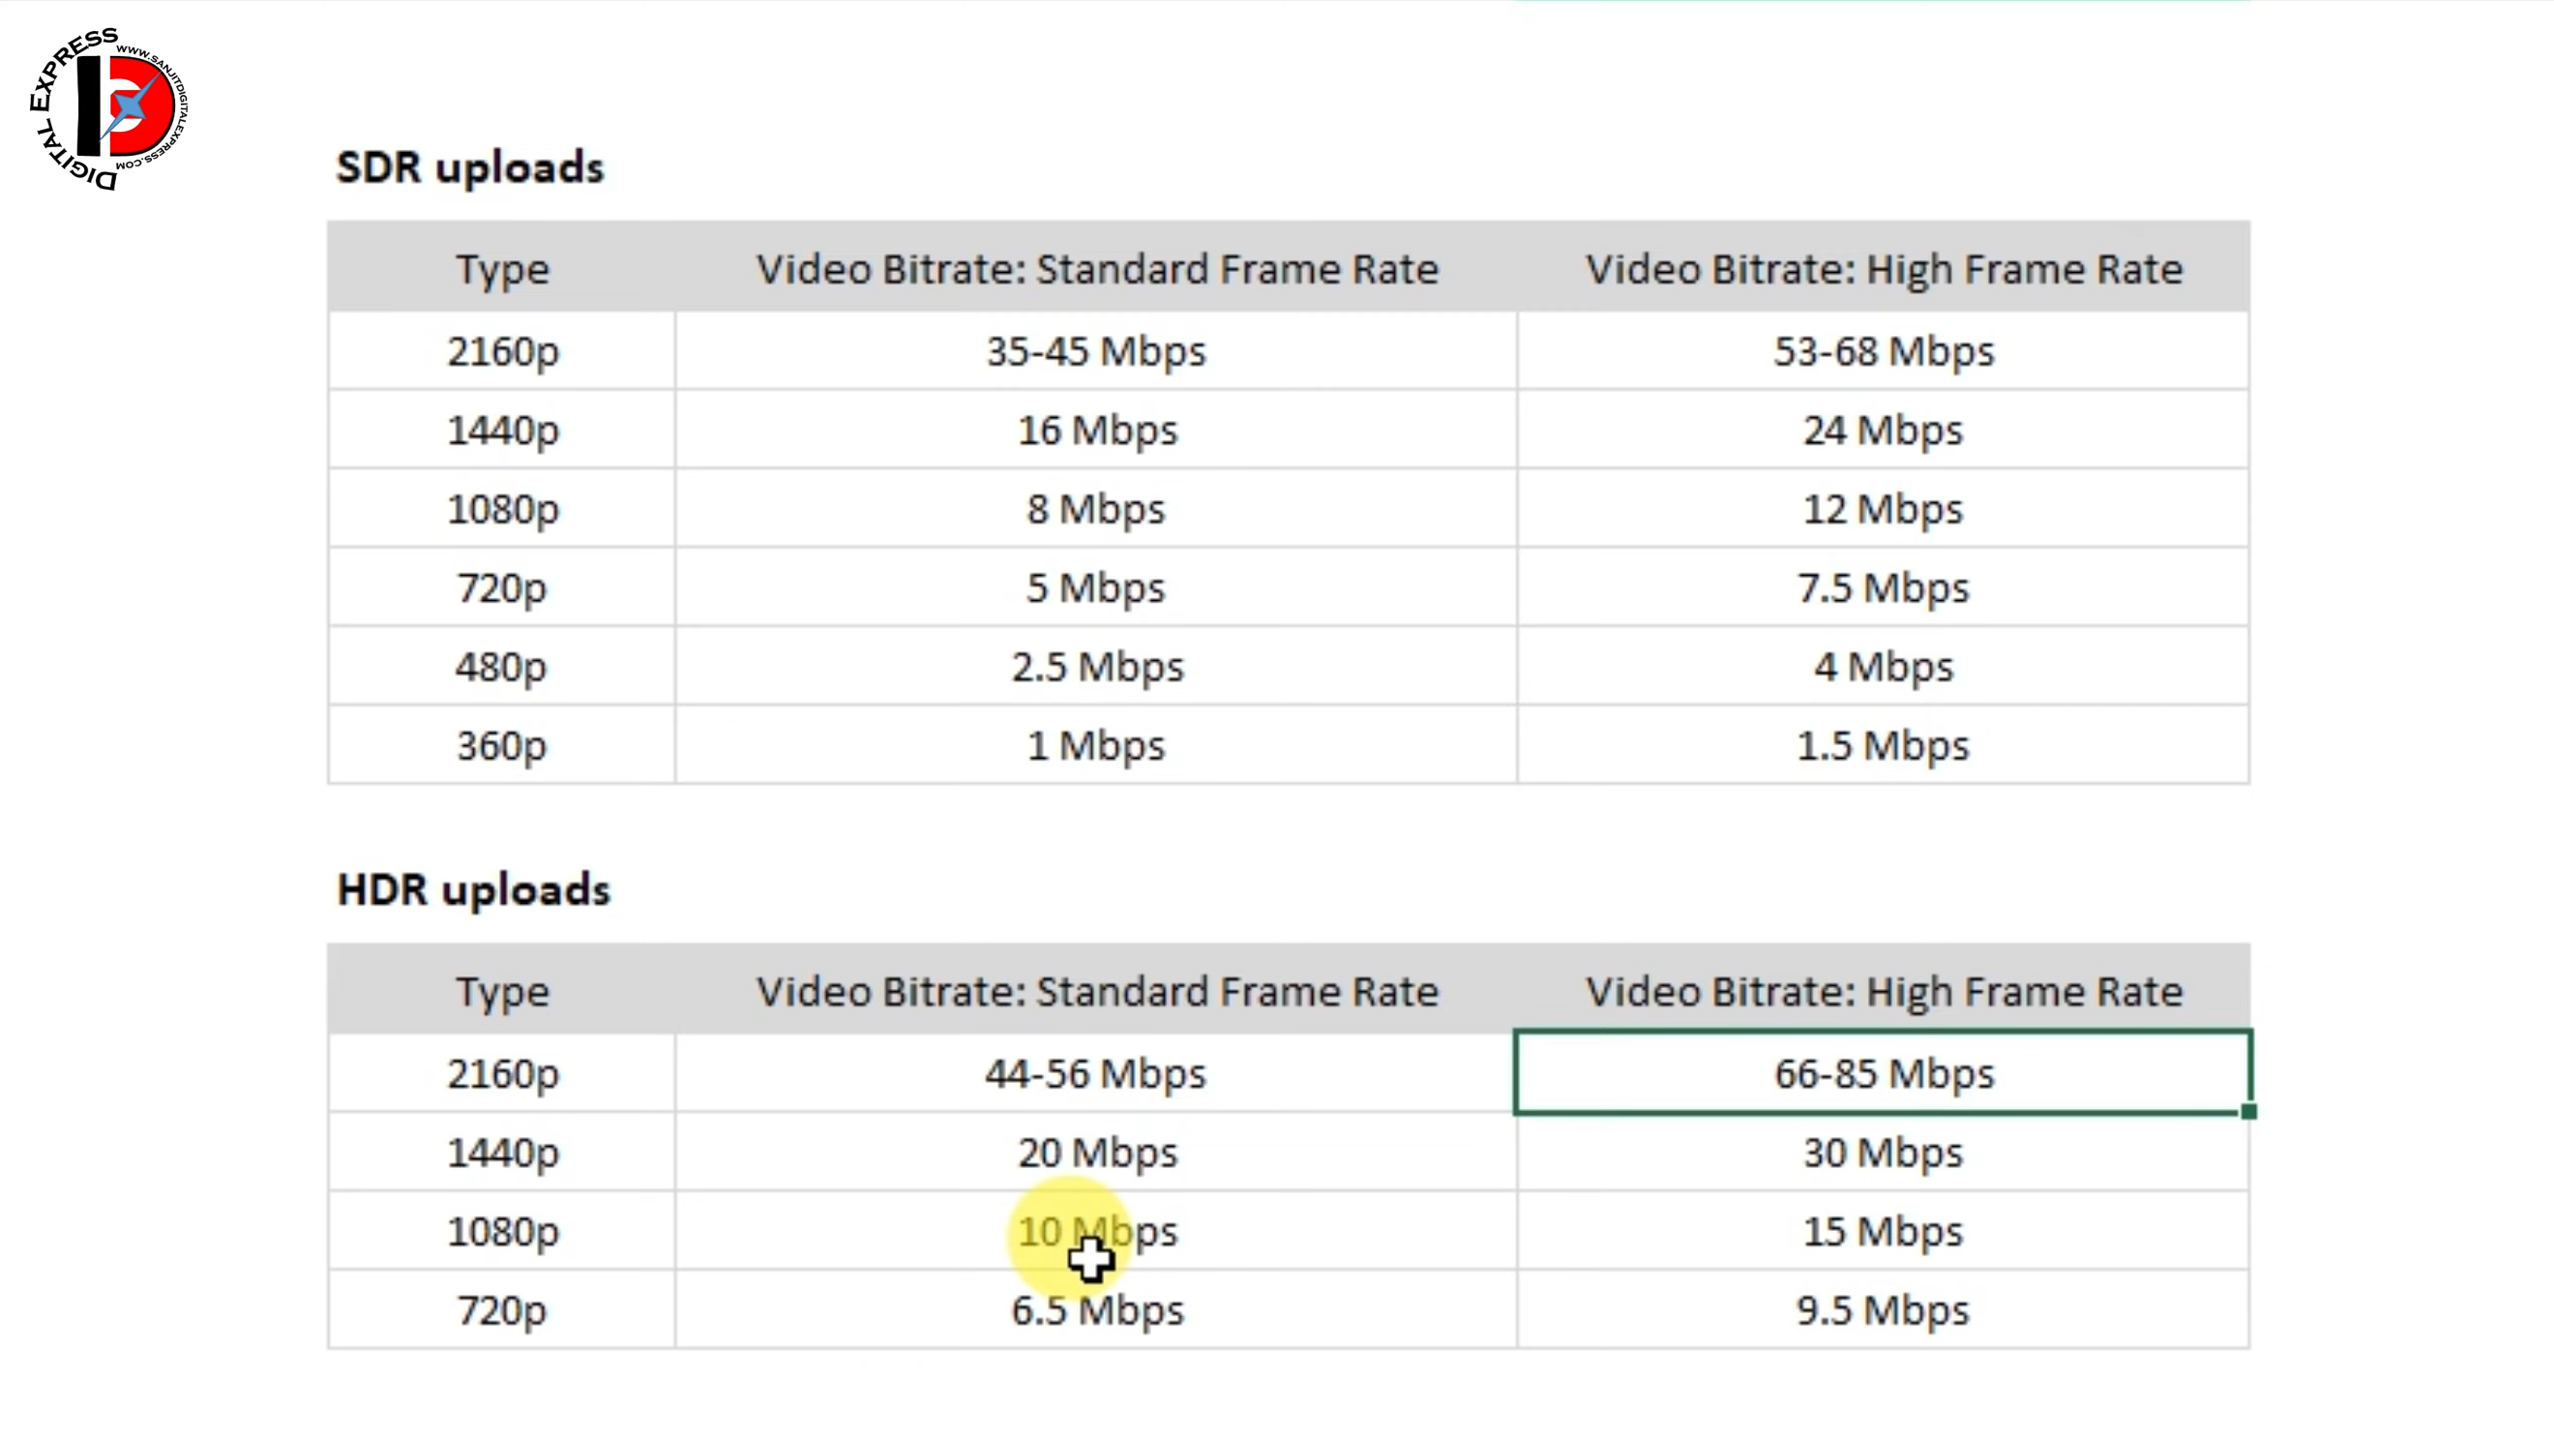 DIGITAL EXPRESS
WWW.SANJITDIGITALEXPRESS.COM
SDR uploads
Type Video Bitrate: Standard Frame Rate Video Bitrate: High Frame Rate
2160p 35-45 Mbps 53-68 Mbps
1440p 16 Mbps 24 Mbps
1080p 8 Mbps 12 Mbps
720p 5 Mbps 7.5 Mbps
480p 2.5 Mbps 4 Mbps
360p 1 Mbps 1.5 Mbps
HDR uploads
Type Video Bitrate: Standard Frame Rate Video Bitrate: High Frame Rate
2160p 44-56 Mbps 66-85 Mbps
1440p 20 Mbps 30 Mbps
1080p 10 Mbps 15 Mbps
720p 6.5 Mbps 9.5 Mbps